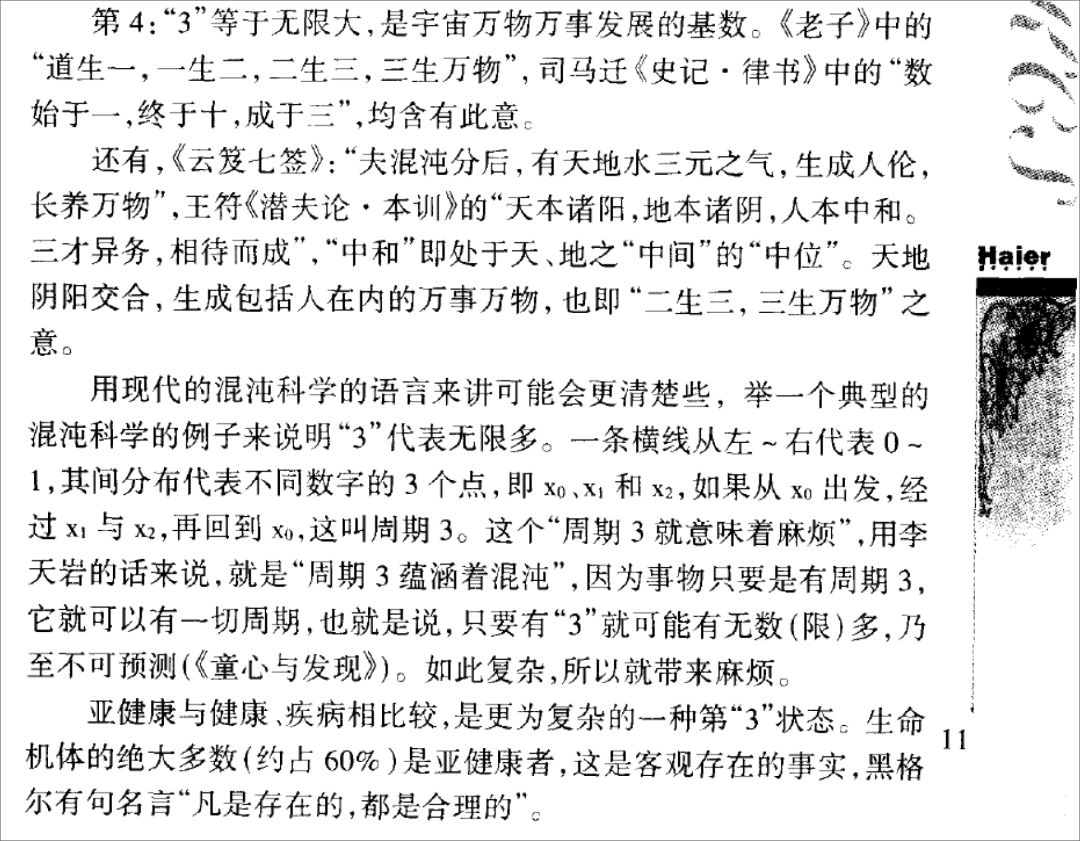 第4：“3”等于无限大，是宇宙万物万事发展的基数。《老子》中的
“道生一，一生二，二生三，三生万物”，司马迁《史记·律书》中的“数
始于一，终于十，成于三”，均含有此意。
还有，《云笈七签》：“夫混沌分后，有天地水三元之气，生成人伦，
长养万物”，王符《潜夫论·本训》的“天本诸阳，地本诸阴，人本中和。
三才异务，相待而成”，“中和”即处于天、地之“中间”的“中位”。天地
阴阳交合，生成包括人在内的万事万物，也即“二生三，三生万物”之
意。
用现代的混沌科学的语言来讲可能会更清楚些，举一个典型的
混沌科学的例子来说明“3”代表无限多。一条横线从左～右代表0～
1，其间分布代表不同数字的3个点，即x₀、x₁和x₂，如果从x₀出发，经
过x₁与x₂，再回到x₀，这叫周期3。这个“周期3就意味着麻烦”，用李
天岩的话来说，就是“周期3蕴涵着混沌”，因为事物只要是有周期3，
它就可以有一切周期，也就是说，只要有“3”就可能有无数(限)多，乃
至不可预测(《童心与发现》)。如此复杂，所以就带来麻烦。
亚健康与健康、疾病相比较，是更为复杂的一种第“3”状态。生命
机体的绝大多数(约占60%)是亚健康者，这是客观存在的事实，黑格
尔有句名言“凡是存在的，都是合理的”。
Haier
11